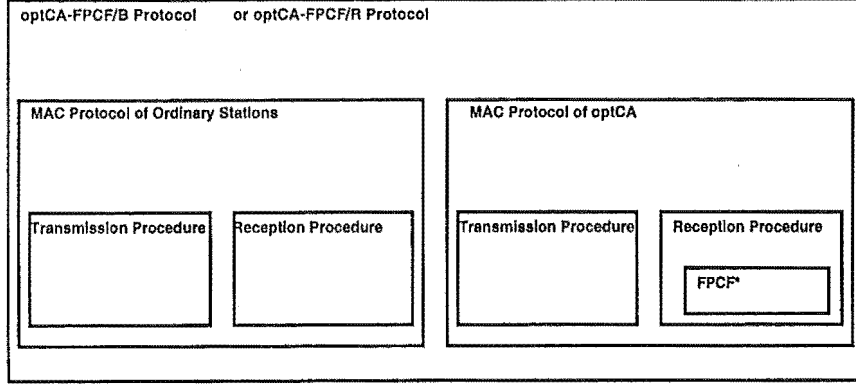 optCA-FPCF/B Protocol or optCA-FPCF/R Protocol
MAC Protocol of Ordinary Stations
MAC Protocol of optCA
Transmission Procedure
Reception Procedure
Transmission Procedure
Reception Procedure
FPCF*